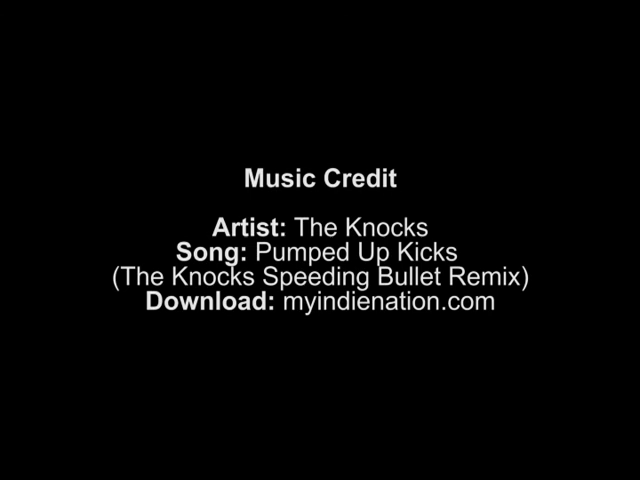 Music Credit
Artist: The Knocks
Song: Pumped Up Kicks
(The Knocks Speeding Bullet Remix)
Download: myindienation.com